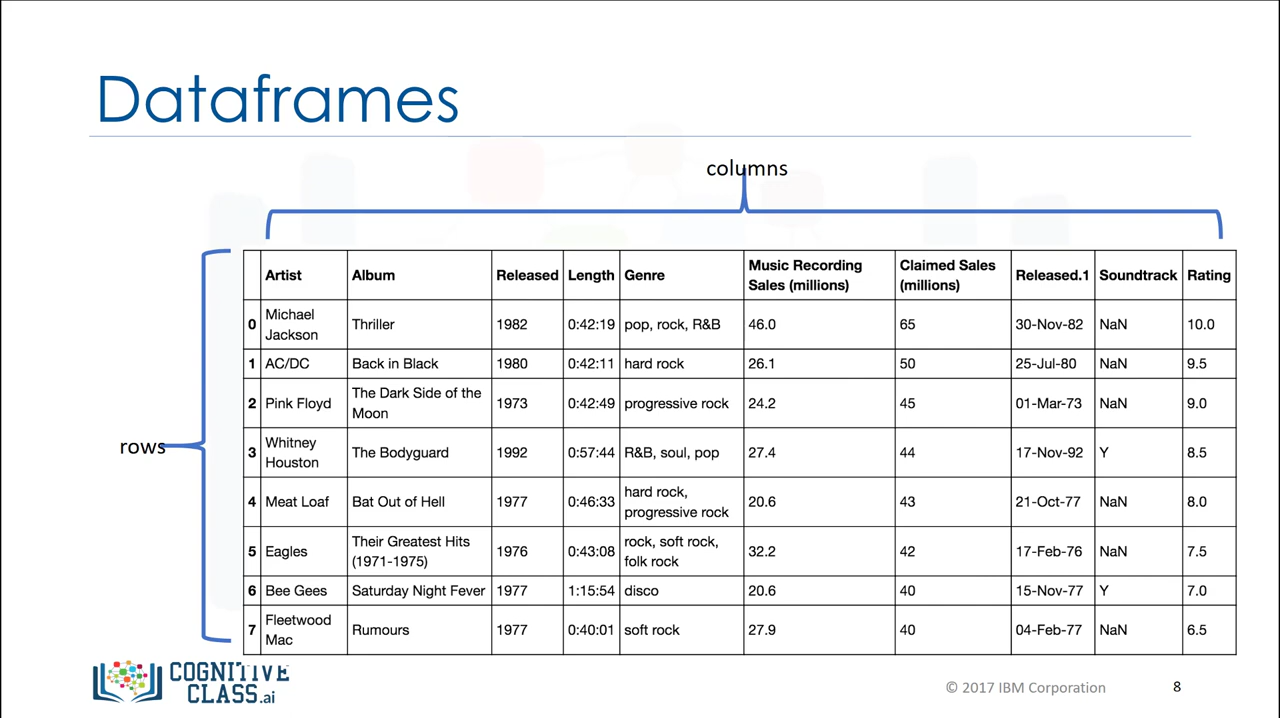 Dataframes
columns
rows
Artist Album Released Length Genre Music Recording Sales (millions) Claimed Sales (millions) Released.1 Soundtrack Rating
0 Michael Jackson Thriller 1982 0:42:19 pop, rock, R&B 46.0 65 30-Nov-82 NaN 10.0
1 AC/DC Back in Black 1980 0:42:11 hard rock 26.1 50 25-Jul-80 NaN 9.5
2 Pink Floyd The Dark Side of the Moon 1973 0:42:49 progressive rock 24.2 45 01-Mar-73 NaN 9.0
3 Whitney Houston The Bodyguard 1992 0:57:44 R&B, soul, pop 27.4 44 17-Nov-92 Y 8.5
4 Meat Loaf Bat Out of Hell 1977 0:46:33 hard rock, progressive rock 20.6 43 21-Oct-77 NaN 8.0
5 Eagles Their Greatest Hits (1971-1975) 1976 0:43:08 rock, soft rock, folk rock 32.2 42 17-Feb-76 NaN 7.5
6 Bee Gees Saturday Night Fever 1977 1:15:54 disco 20.6 40 15-Nov-77 Y 7.0
7 Fleetwood Mac Rumours 1977 0:40:01 soft rock 27.9 40 04-Feb-77 NaN 6.5
COGNITIVE
CLASS.ai
© 2017 IBM Corporation 8